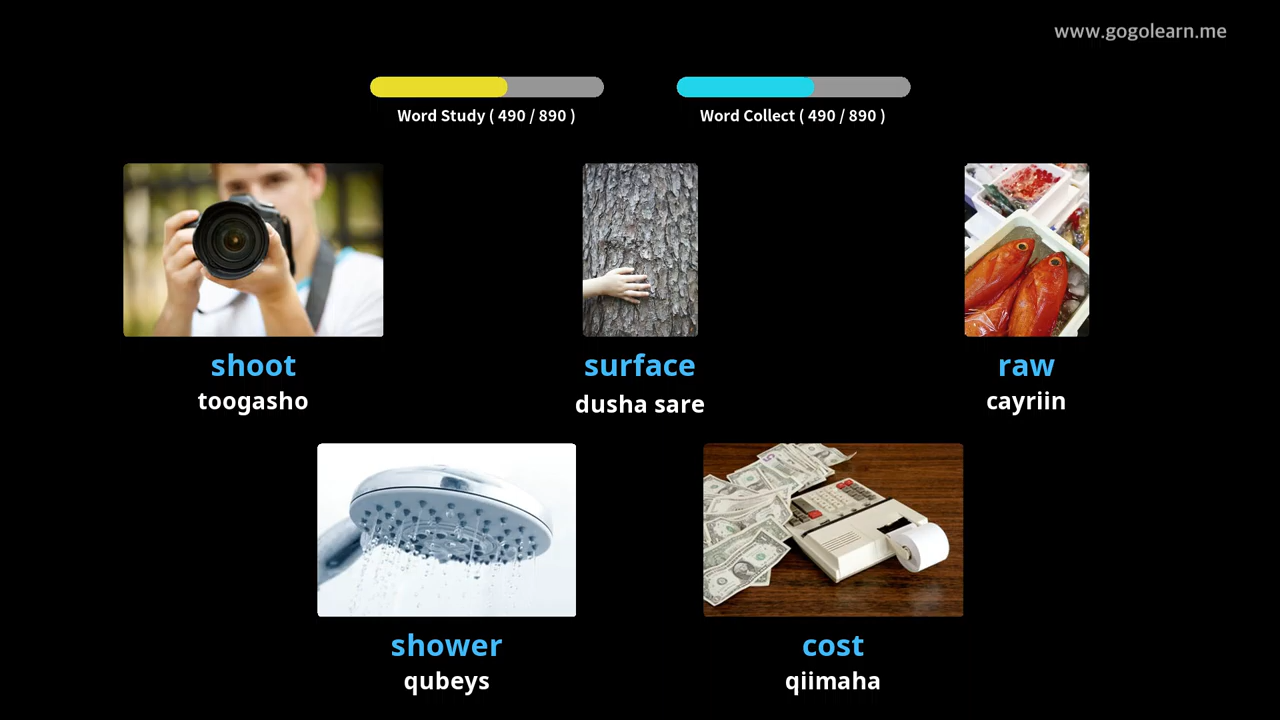 www.gogolearn.me
Word Study ( 490 / 890 )
Word Collect ( 490 / 890 )
shoot
toogasho
surface
dusha sare
raw
cayriin
shower
qubeys
cost
qiimaha